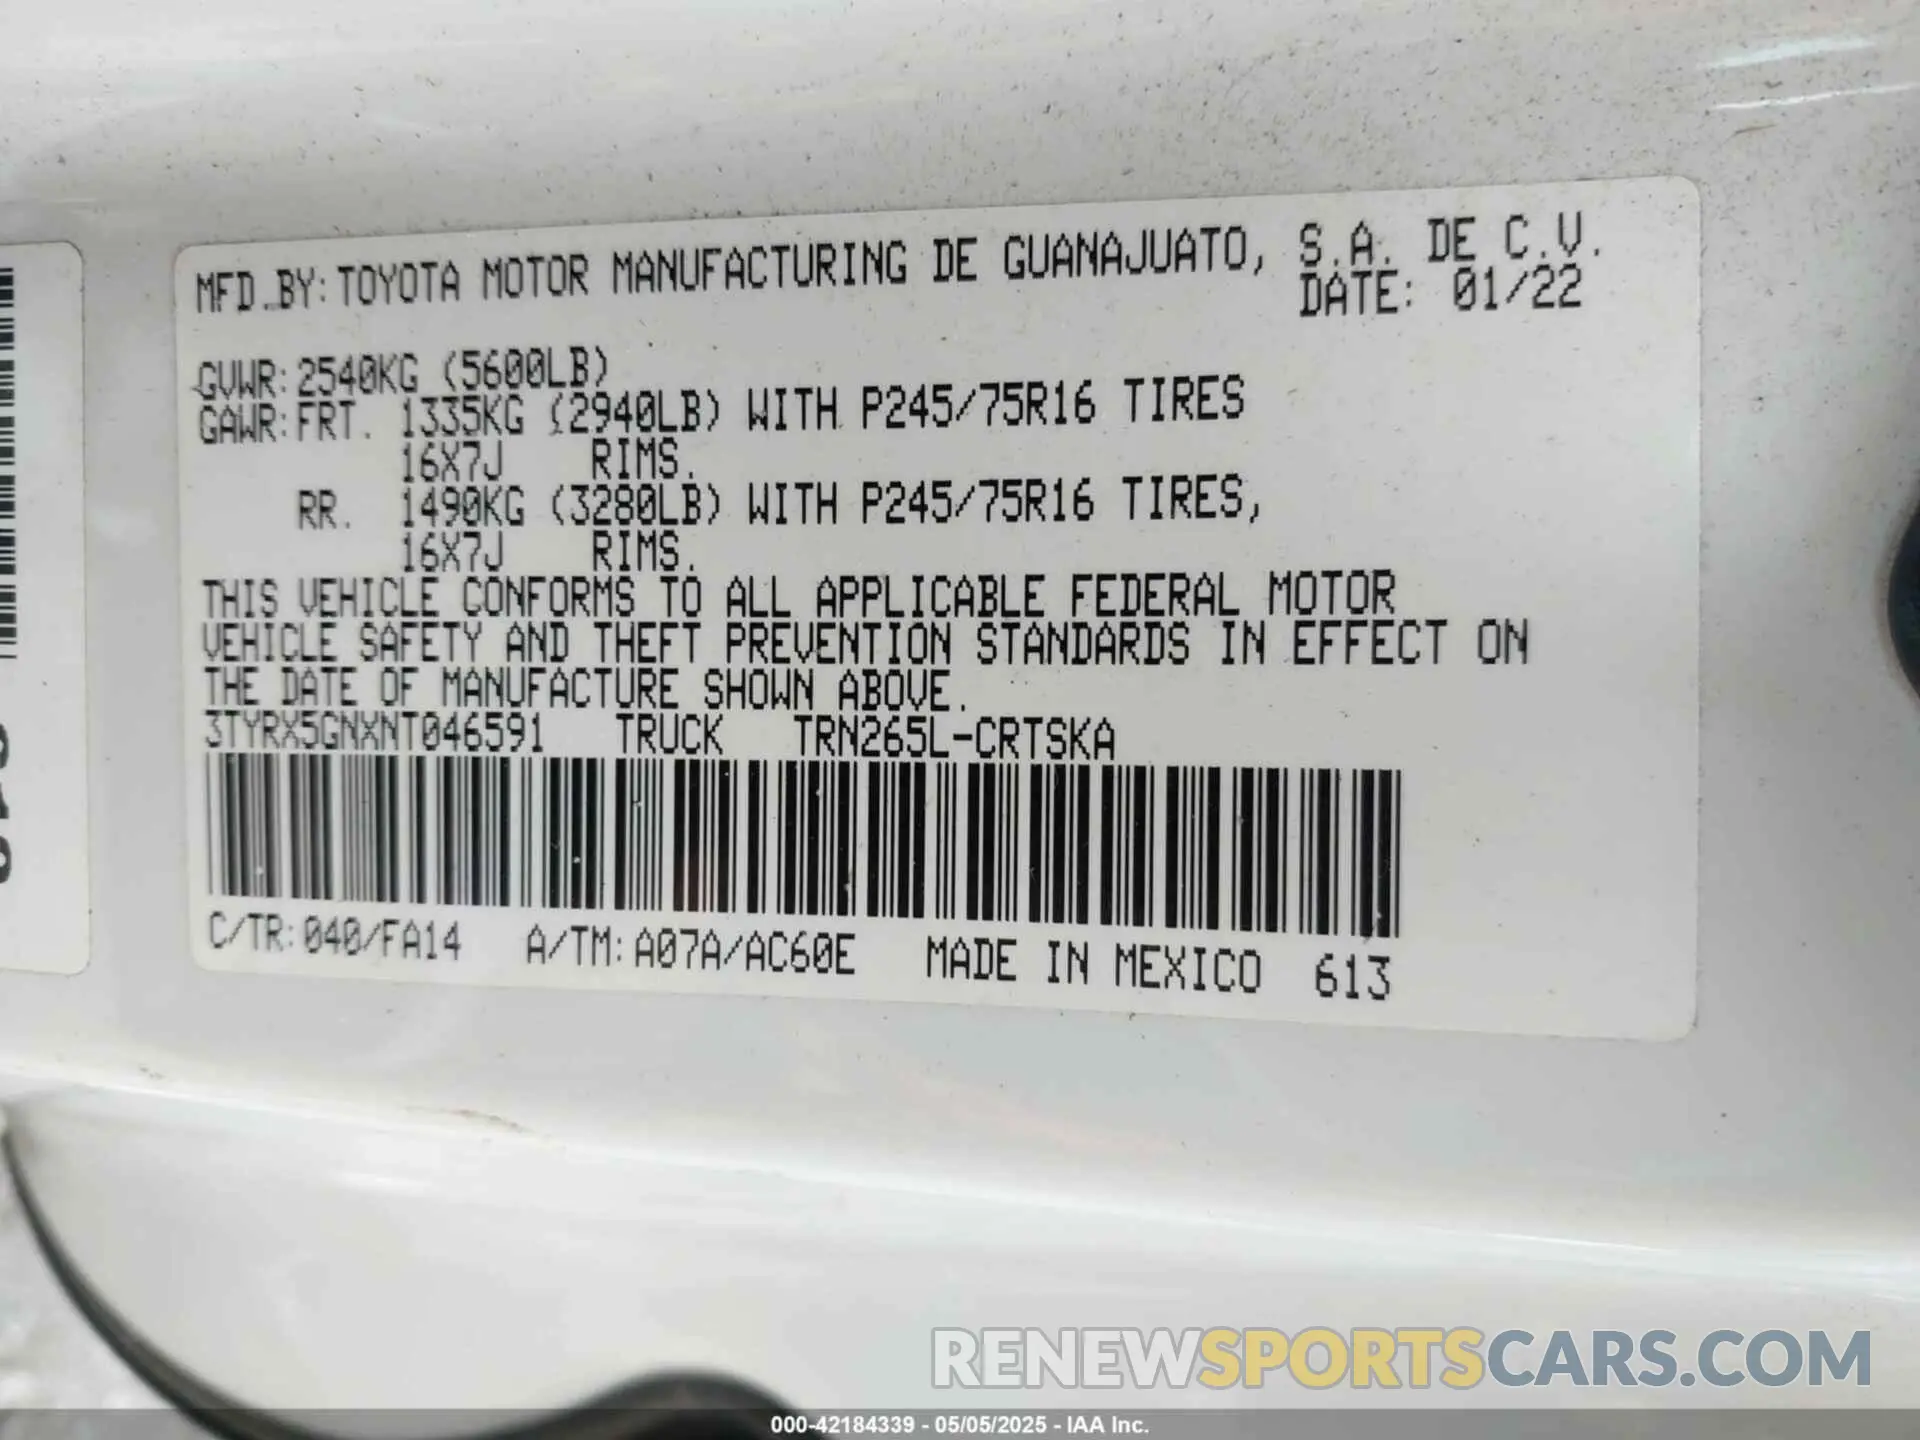 MFD. BY: TOYOTA MOTOR MANUFACTURING DE GUANAJUATO, S.A. DE C.V.
DATE: 01/22
GVWR: 2540KG (5600LB)
GAWR: FRT. 1335KG (2940LB) WITH P245/75R16 TIRES
16X7J RIMS.
RR. 1490KG (3280LB) WITH P245/75R16 TIRES,
16X7J RIMS.
THIS VEHICLE CONFORMS TO ALL APPLICABLE FEDERAL MOTOR
VEHICLE SAFETY AND THEFT PREVENTION STANDARDS IN EFFECT ON
THE DATE OF MANUFACTURE SHOWN ABOVE.
3TYRX5GNXNT046591 TRUCK TRN265L-CRTSKA
C/TR: 040/FA14 A/TM: A07A/AC60E MADE IN MEXICO 613
RENEWSPORTSCARS.COM
000-42184339 - 05/05/2025 - IAA Inc.